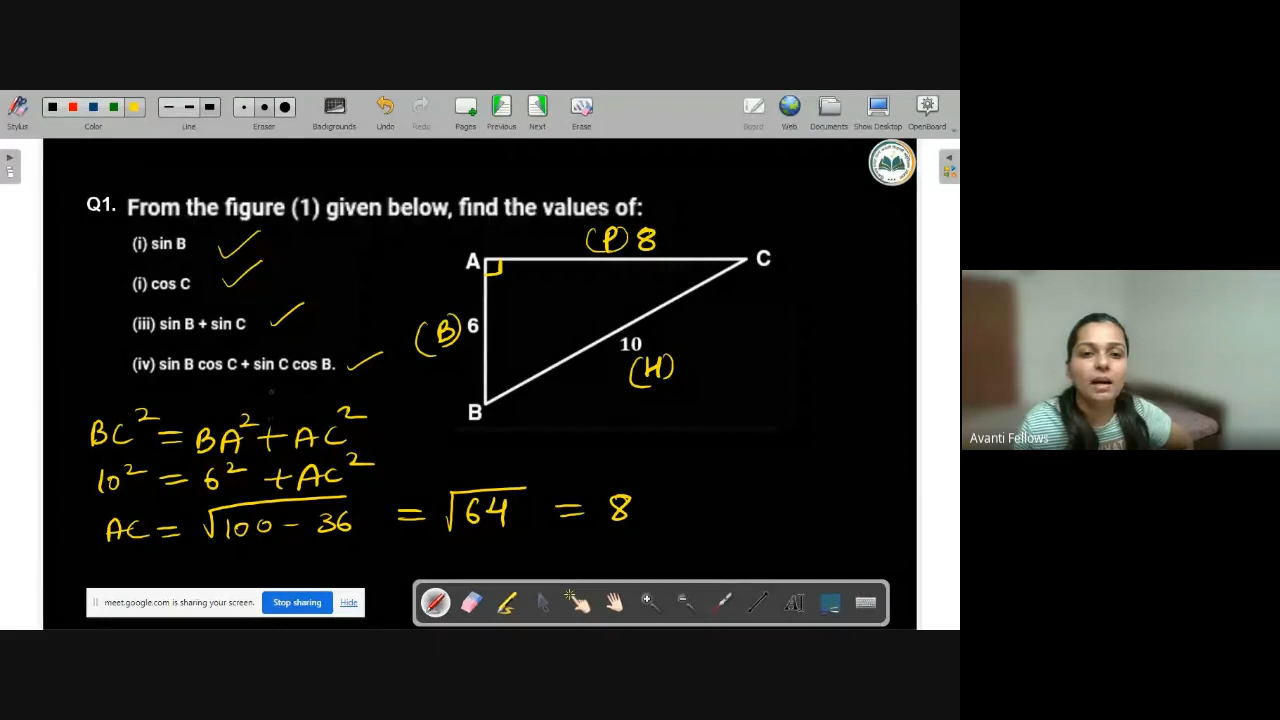 Stylus
Color
Line
Eraser
Backgrounds
Undo
Redo
Pages
Previous
Next
Erase
Board
Web
Documents
Show Desktop
OpenBoard
Q1. From the figure (1) given below, find the values of:
(i) sin B
(i) cos C
(iii) sin B + sin C
(iv) sin B cos C + sin C cos B.
(P) 8
A
C
(B) 6
10
(H)
B
BC² = BA² + AC²
10² = 6² + AC²
AC = √100 - 36 = √64 = 8
meet.google.com is sharing your screen.
Stop sharing
Hide
Avanti Fellows